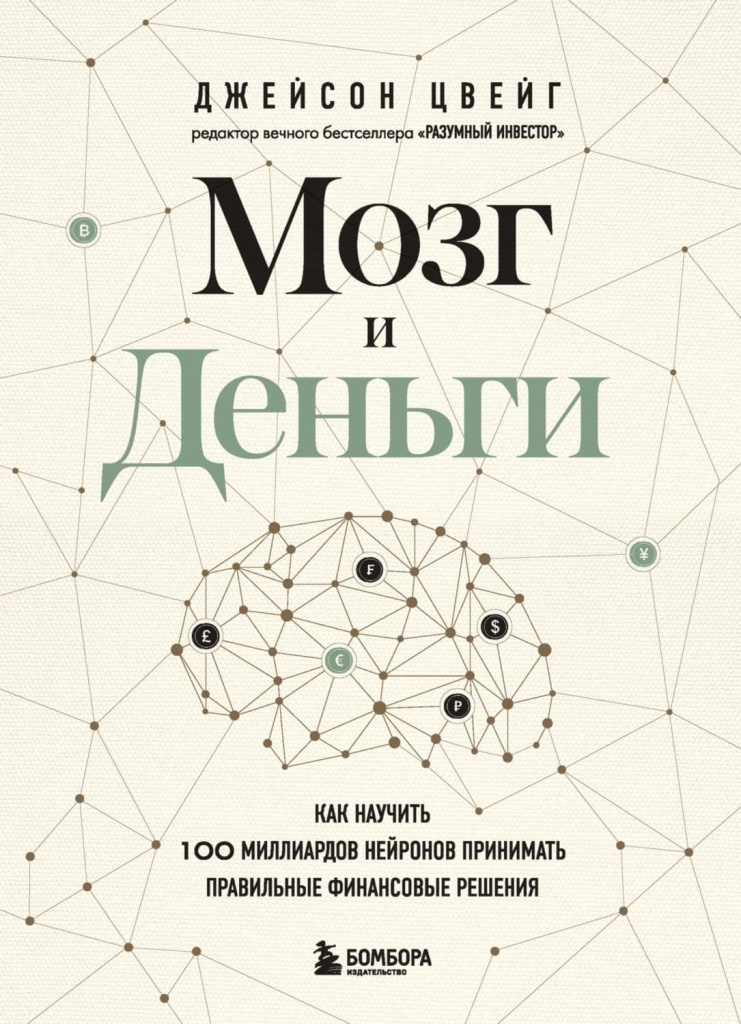 ДЖЕЙСОН ЦВЕЙГ
редактор вечного бестселлера «РАЗУМНЫЙ ИНВЕСТОР»
Мозг
и
Деньги
B
¥
₣
£
$
€
₽
КАК НАУЧИТЬ
100 МИЛЛИАРДОВ НЕЙРОНОВ ПРИНИМАТЬ
ПРАВИЛЬНЫЕ ФИНАНСОВЫЕ РЕШЕНИЯ
БОМБОРА
ИЗДАТЕЛЬСТВО